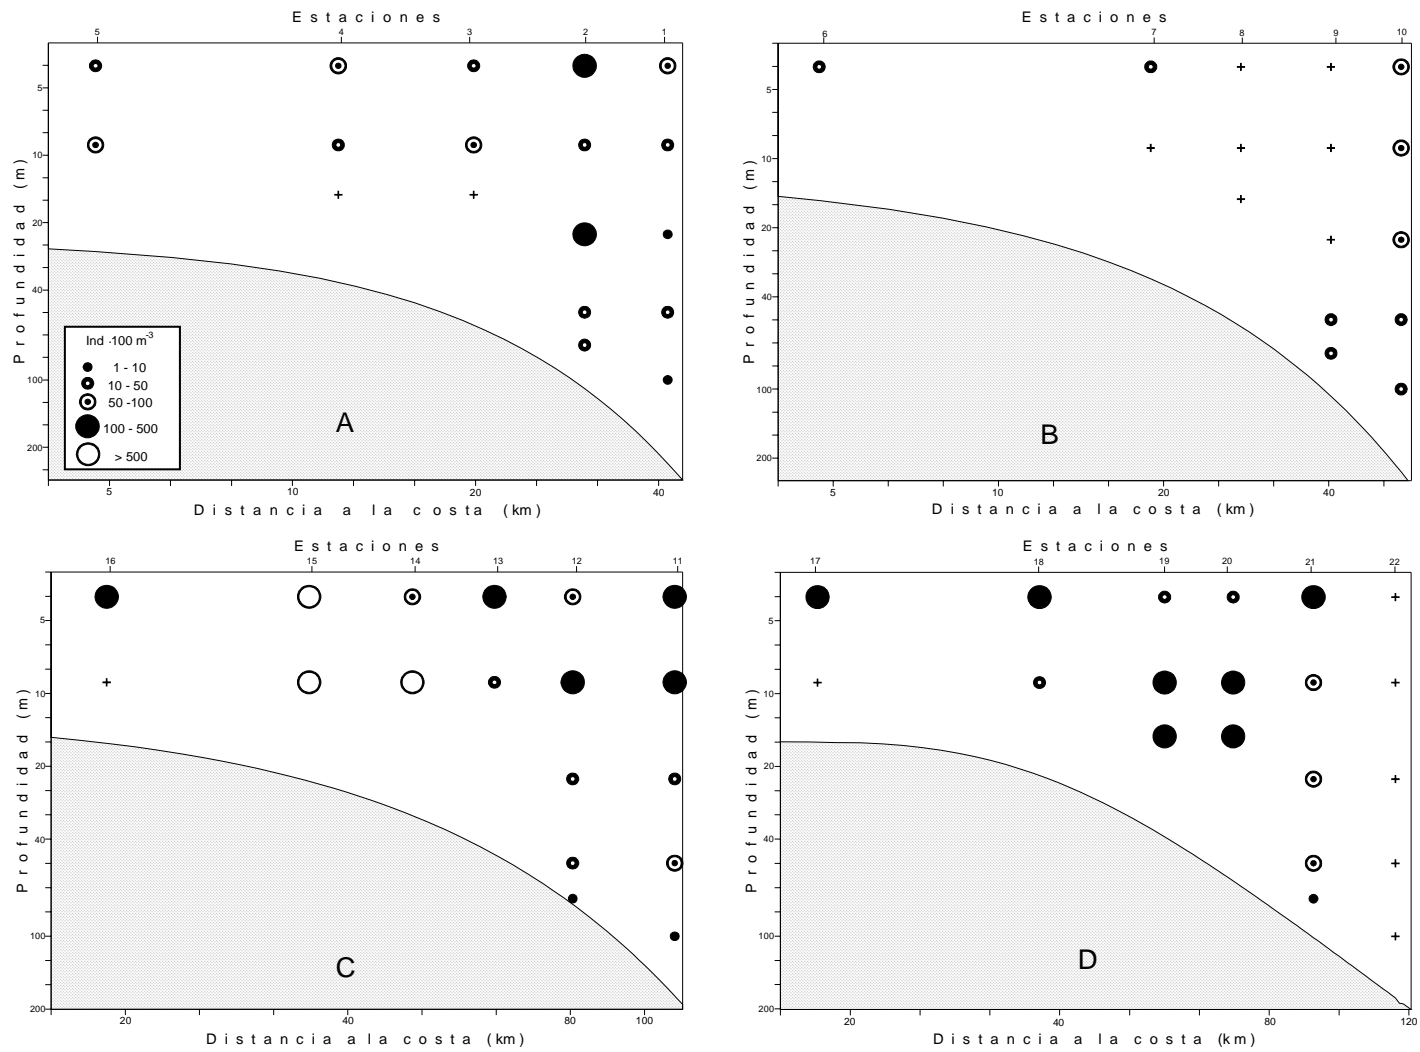 Estaciones
5 4 3 2 1
5
10
20
40
100
200
Profundidad (m)
Ind ·100 m-3
1 - 10
10 - 50
50 -100
100 - 500
> 500
A
5 10 20 40
Distancia a la costa (km)
Estaciones
6 7 8 9 10
5
10
20
40
100
200
Profundidad (m)
B
5 10 20 40
Distancia a la costa (km)
Estaciones
16 15 14 13 12 11
5
10
20
40
100
200
Profundidad (m)
C
20 40 80 100
Distancia a la costa (km)
Estaciones
17 18 19 20 21 22
5
10
20
40
100
200
Profundidad (m)
D
20 40 80 120
Distancia a la costa (km)